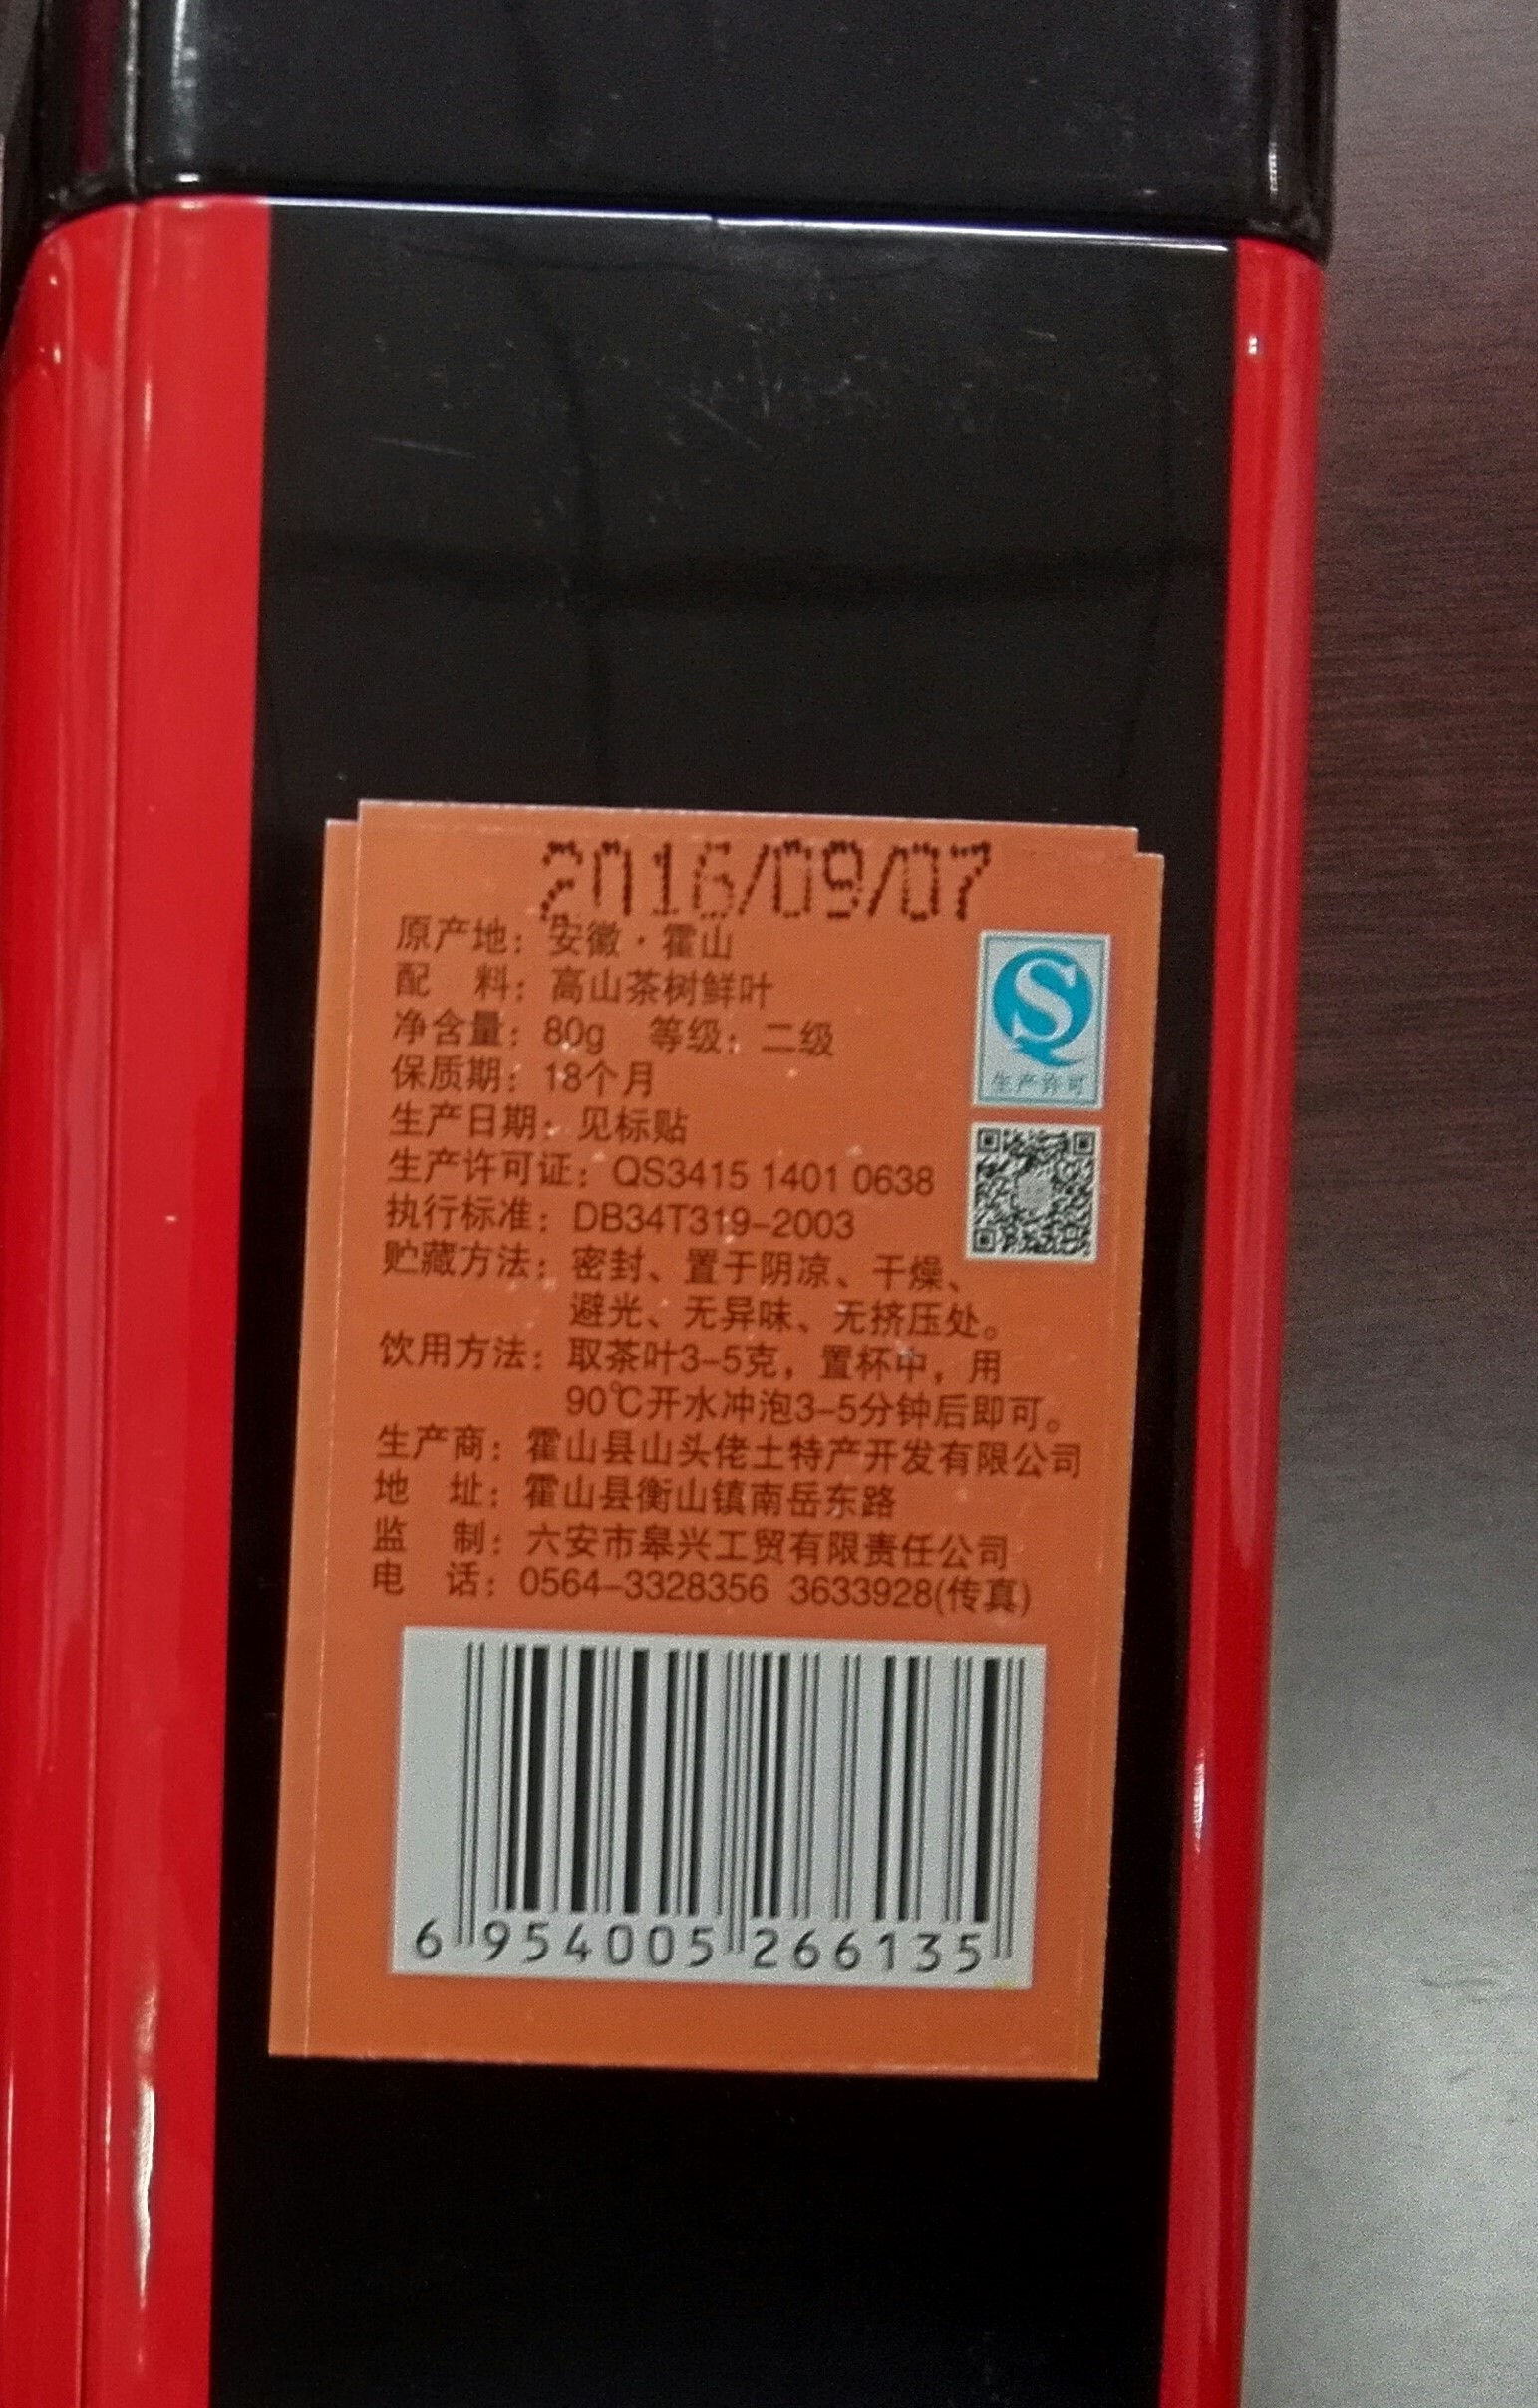 2016/09/07
原产地：安徽·霍山
配 料：高山茶树鲜叶
净含量：80g 等级：二级
保质期：18个月
生产日期：见标贴
生产许可证：QS3415 1401 0638
执行标准：DB34T319-2003
贮藏方法：密封、置于阴凉、干燥、
避光、无异味、无挤压处。
饮用方法：取茶叶3-5克，置杯中，用
90℃开水冲泡3-5分钟后即可。
生产商：霍山县山头佬土特产开发有限公司
地 址：霍山县衡山镇南岳东路
监 制：六安市皋兴工贸有限责任公司
电 话：0564-3328356 3633928(传真)
QS
生产许可
6 954005 266135